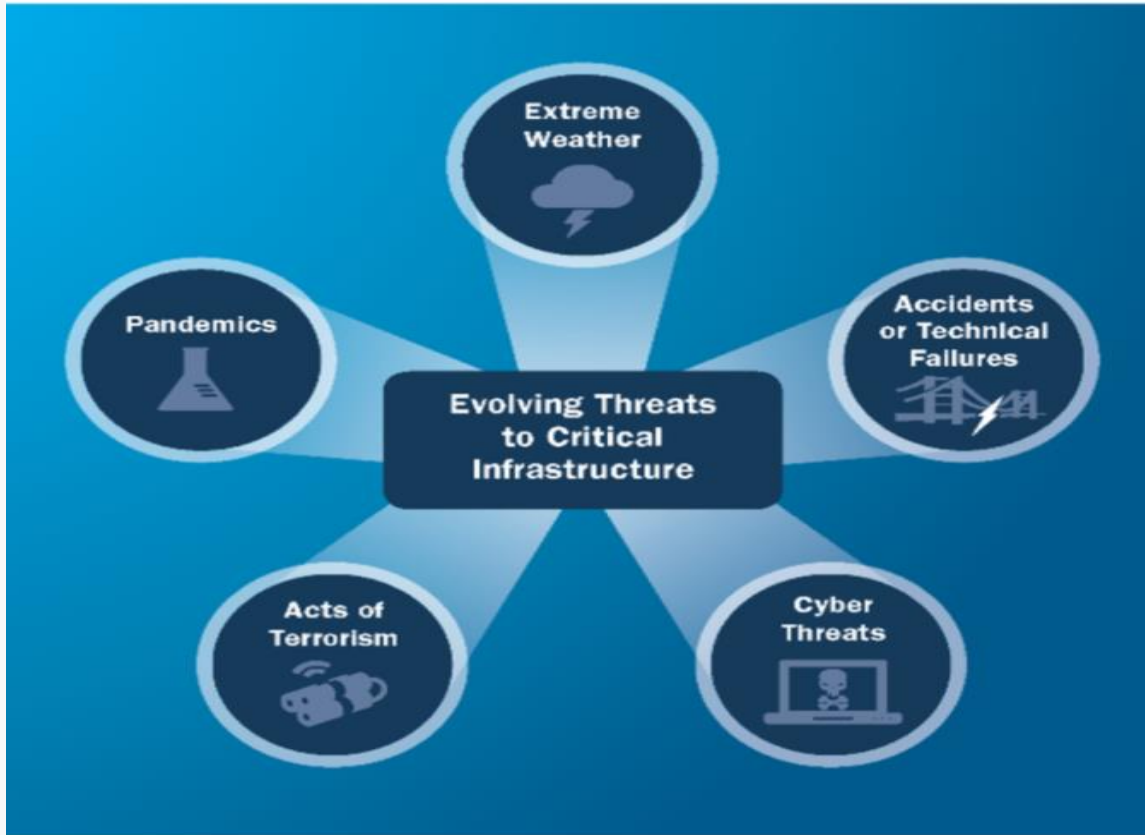 Extreme
Weather
Accidents
or Technical
Failures
Pandemics
Evolving Threats
to Critical
Infrastructure
Acts of
Terrorism
Cyber
Threats